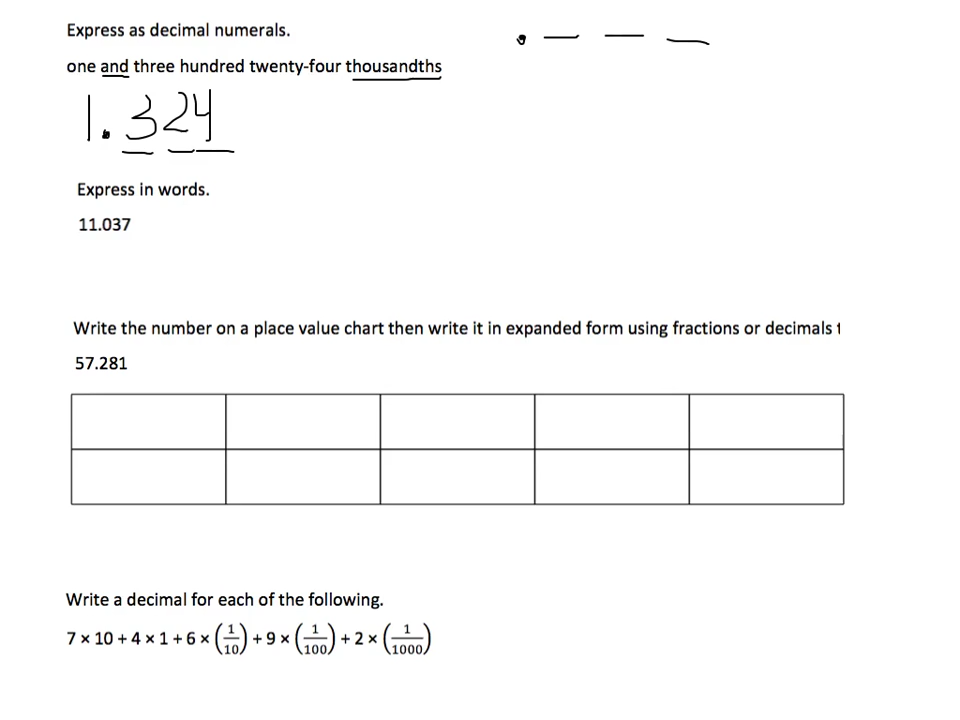 Express as decimal numerals.
one and three hundred twenty-four thousandths
1.324
Express in words.
11.037
Write the number on a place value chart then write it in expanded form using fractions or decimals
57.281
Write a decimal for each of the following.
7 × 10 + 4 × 1 + 6 × (1/10) + 9 × (1/100) + 2 × (1/1000)